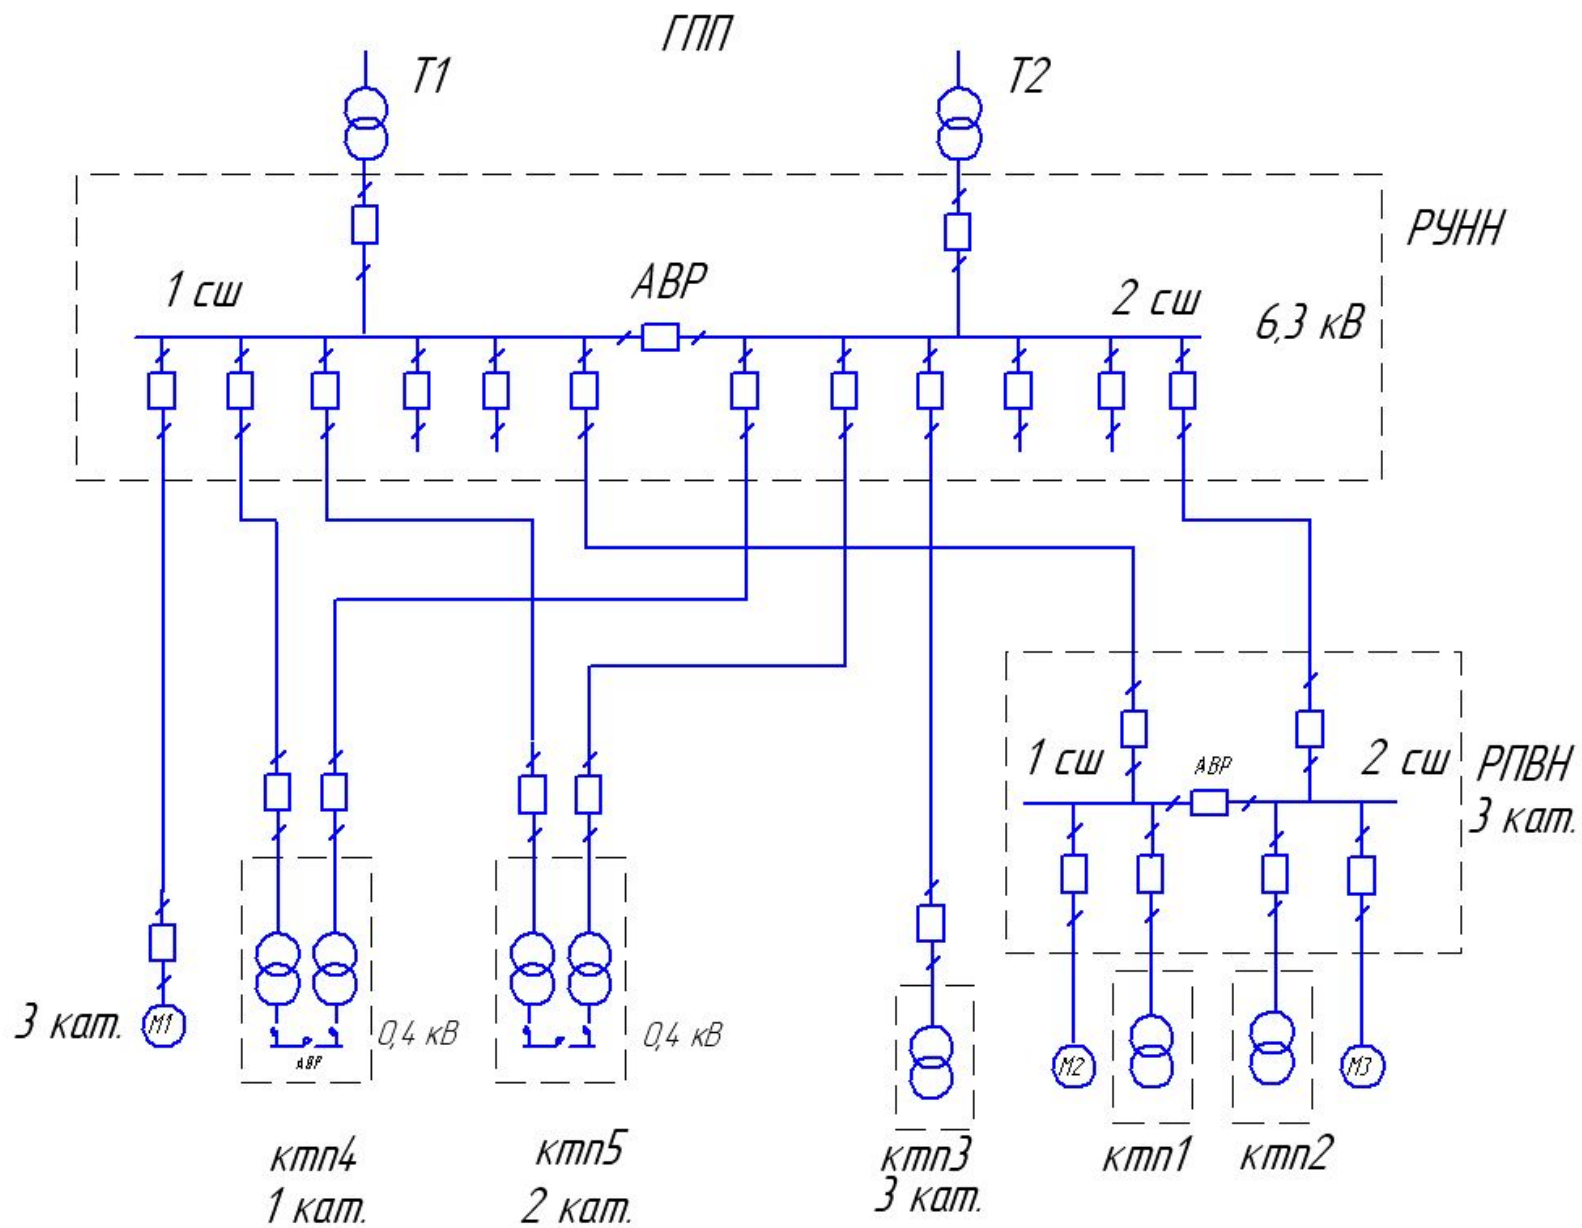 ГПП
Т1
Т2
РУНН
1 сш
АВР
2 сш
6,3 кВ
1 сш
АВР
2 сш
РПВН
3 кат.
3 кат.
М1
0,4 кВ
АВР
0,4 кВ
М2
М3
ктп4
1 кат.
ктп5
2 кат.
ктп3
3 кат.
ктп1
ктп2